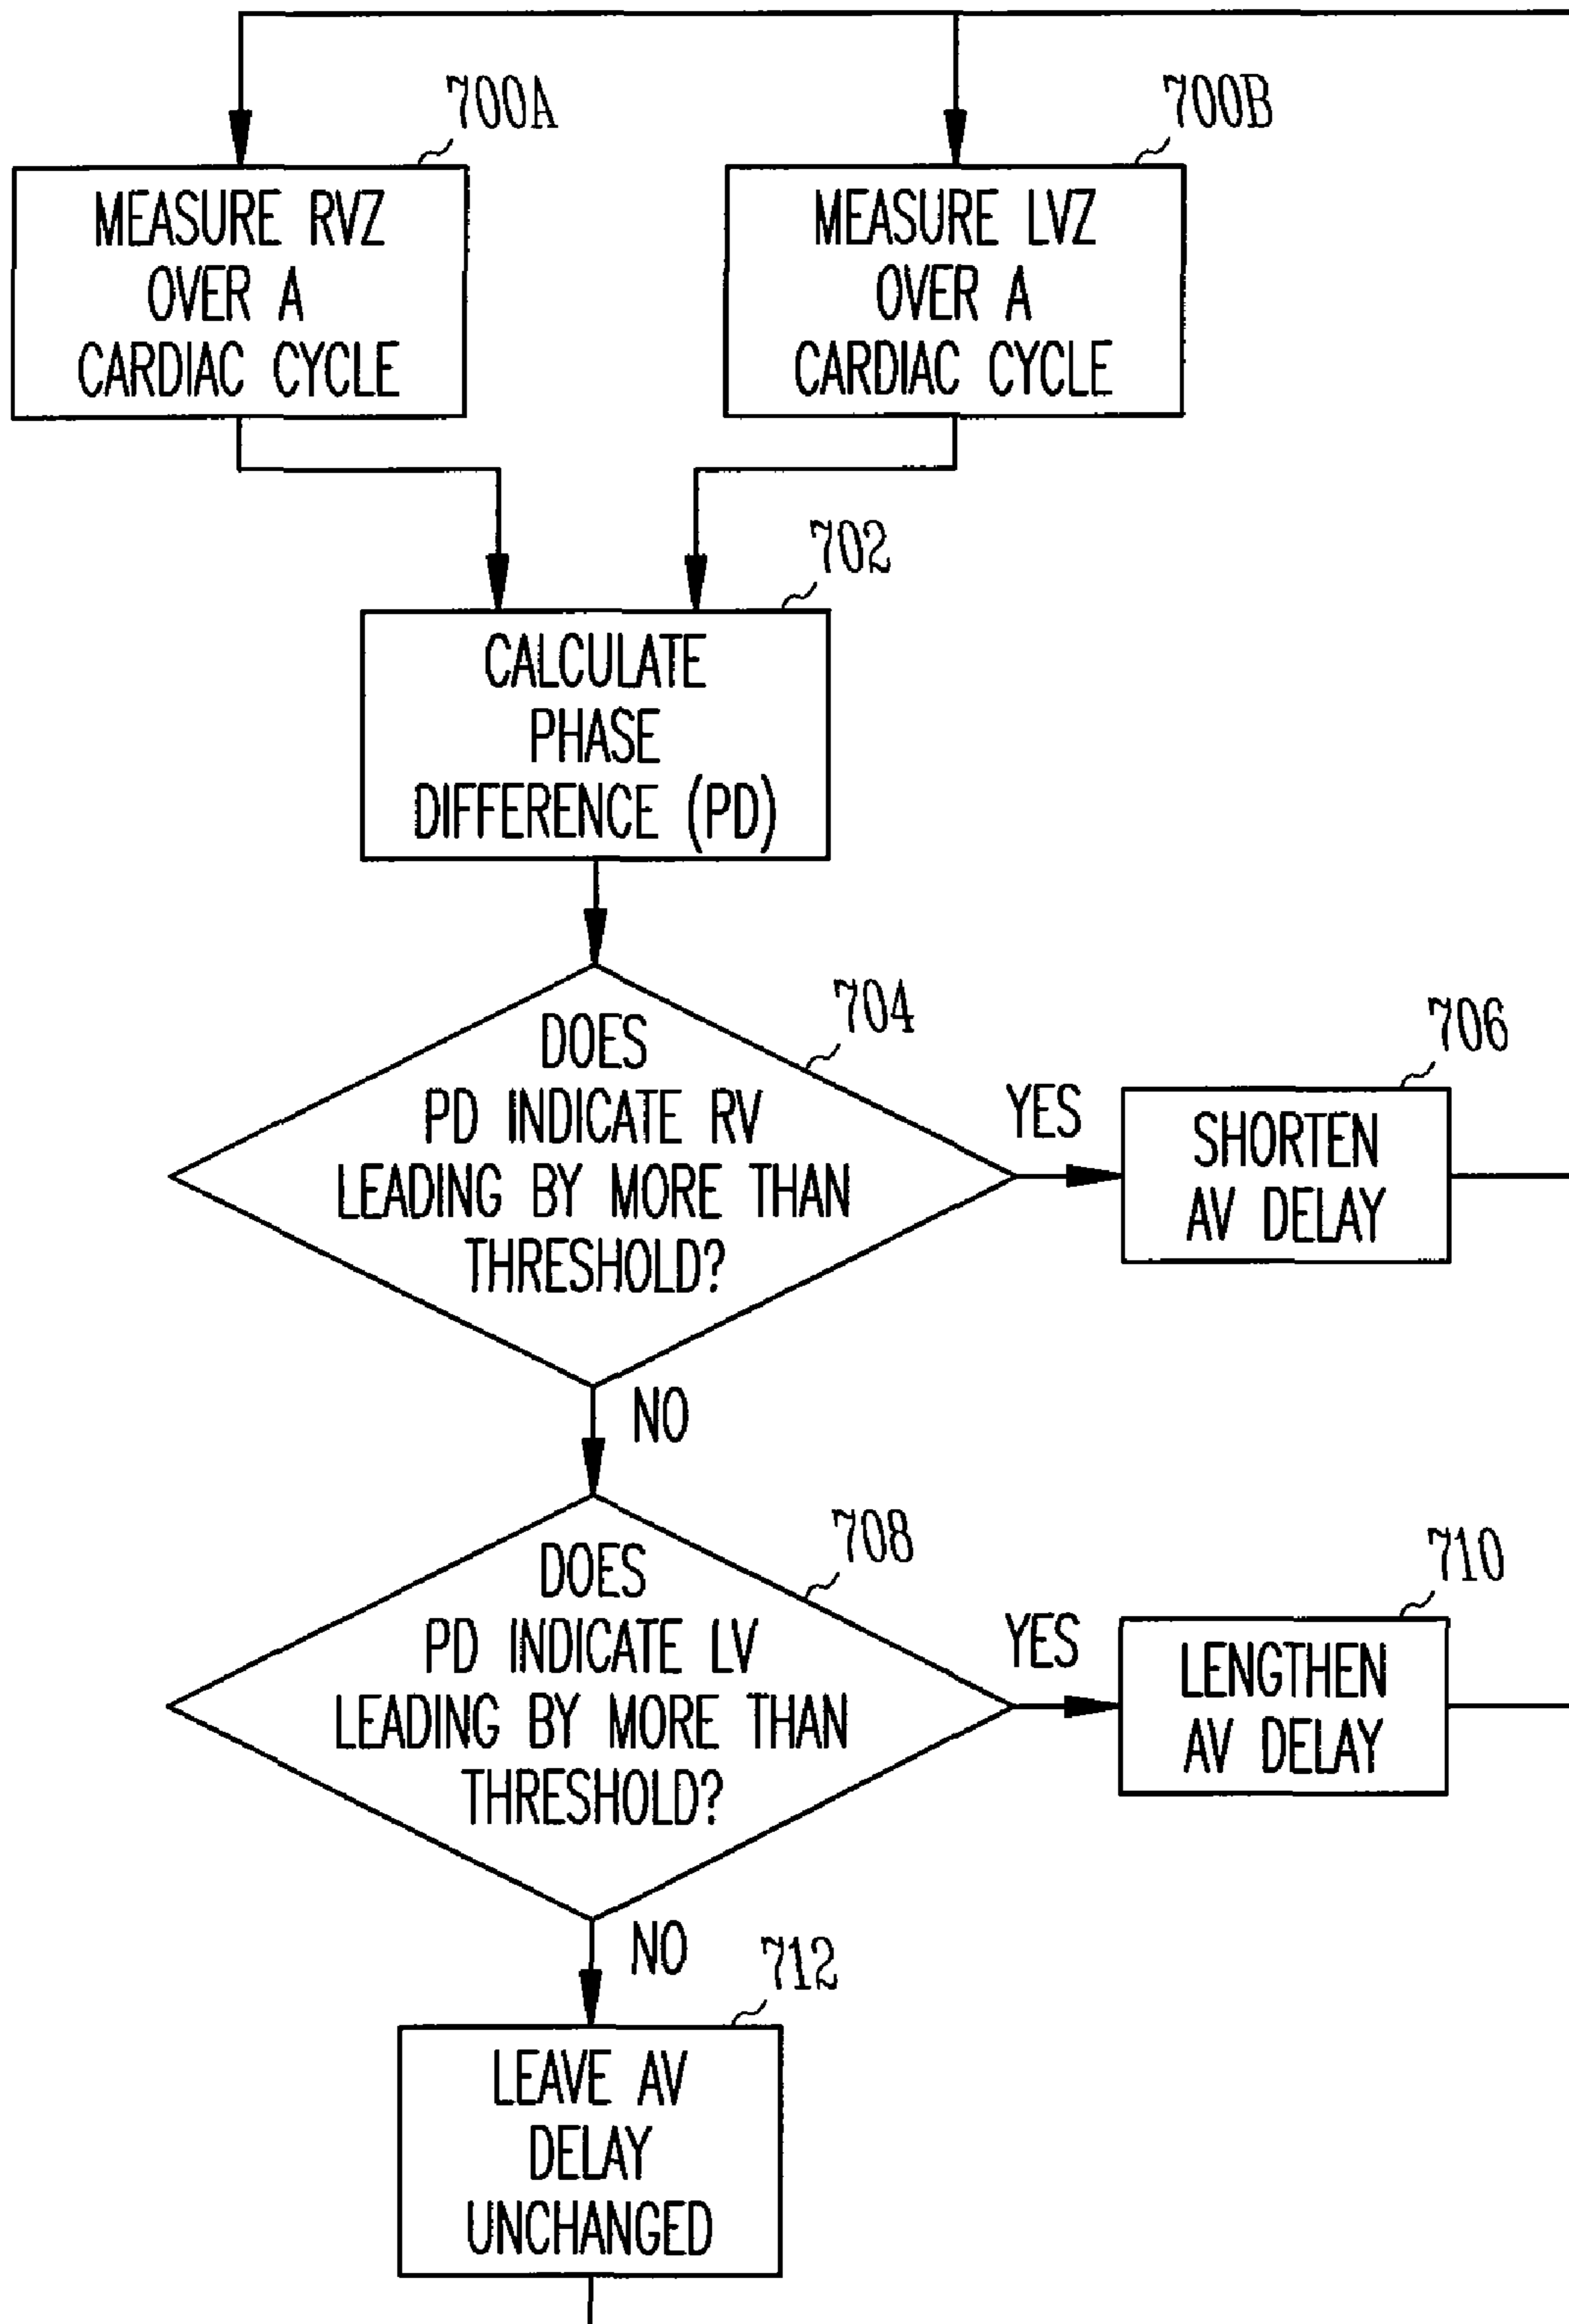 700A
MEASURE RVZ
OVER A
CARDIAC CYCLE
700B
MEASURE LVZ
OVER A
CARDIAC CYCLE
702
CALCULATE
PHASE
DIFFERENCE (PD)
704
DOES
PD INDICATE RV
LEADING BY MORE THAN
THRESHOLD?
YES
706
SHORTEN
AV DELAY
NO
708
DOES
PD INDICATE LV
LEADING BY MORE THAN
THRESHOLD?
YES
710
LENGTHEN
AV DELAY
NO
712
LEAVE AV
DELAY
UNCHANGED